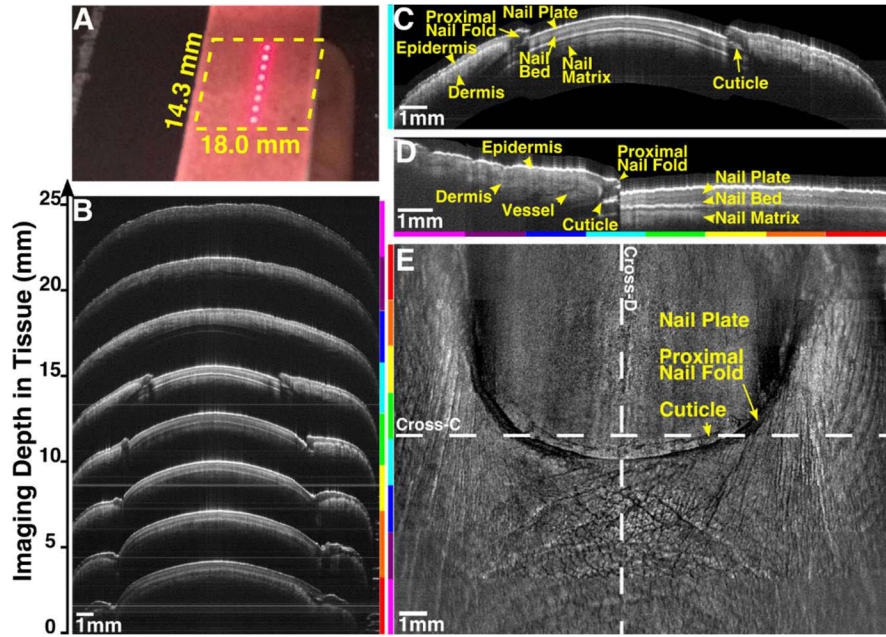 A
14.3 mm
18.0 mm
B
Imaging Depth in Tissue (mm)
25
20
15
10
5
0
1mm
C
Proximal
Nail Fold
Nail Plate
Epidermis
Dermis
Nail
Bed
Nail
Matrix
Cuticle
1mm
D
Epidermis
Proximal
Nail Fold
Dermis
Vessel
Cuticle
Nail Plate
Nail Bed
Nail Matrix
1mm
E
Cross-D
Nail Plate
Proximal
Nail Fold
Cuticle
Cross-C
1mm